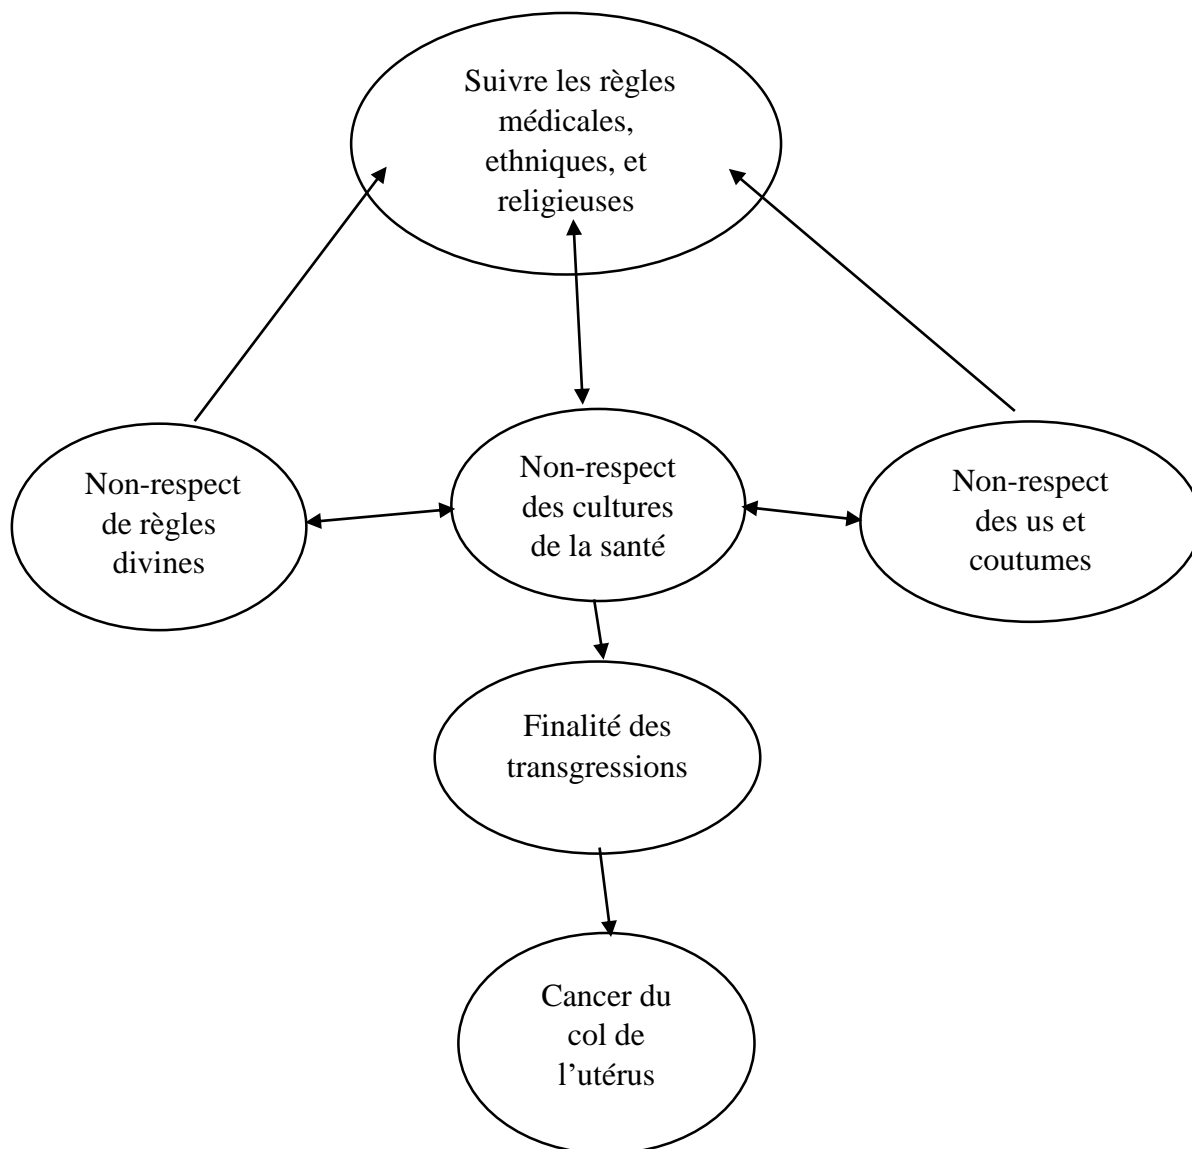 Suivre les règles
médicales,
ethniques, et
religieuses
Non-respect
de règles
divines
Non-respect
des cultures
de la santé
Non-respect
des us et
coutumes
Finalité des
transgressions
Cancer du
col de
l’utérus